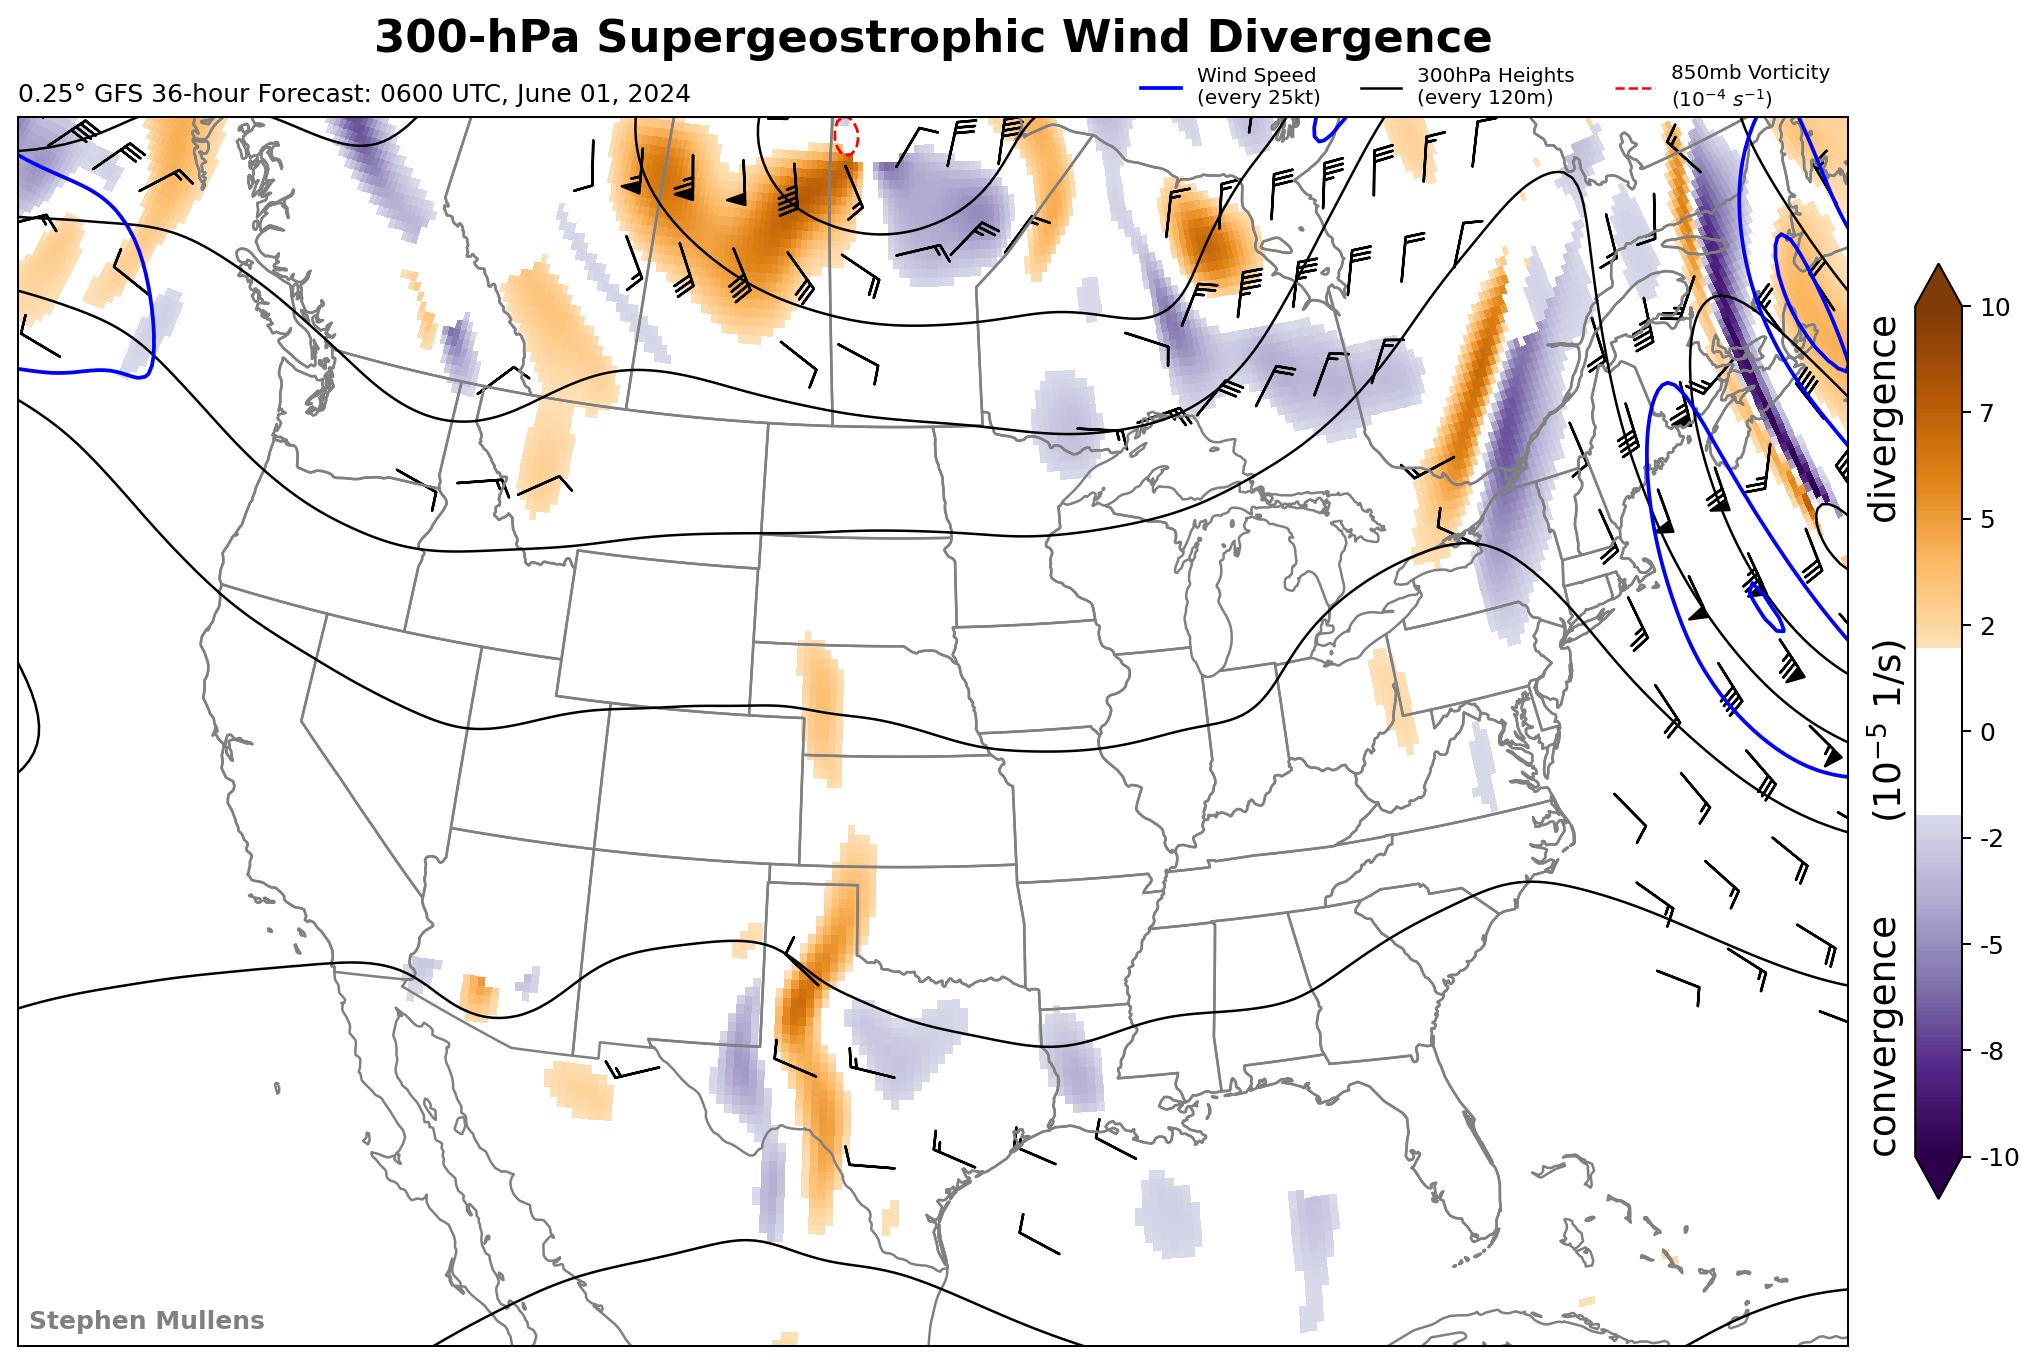 300-hPa Supergeostrophic Wind Divergence
0.25° GFS 36-hour Forecast: 0600 UTC, June 01, 2024
Wind Speed
(every 25kt)
300hPa Heights
(every 120m)
850mb Vorticity
(10⁻⁴ s⁻¹)
10
7
5
2
0
-2
-5
-8
-10
convergence (10⁻⁵ 1/s) divergence
Stephen Mullens